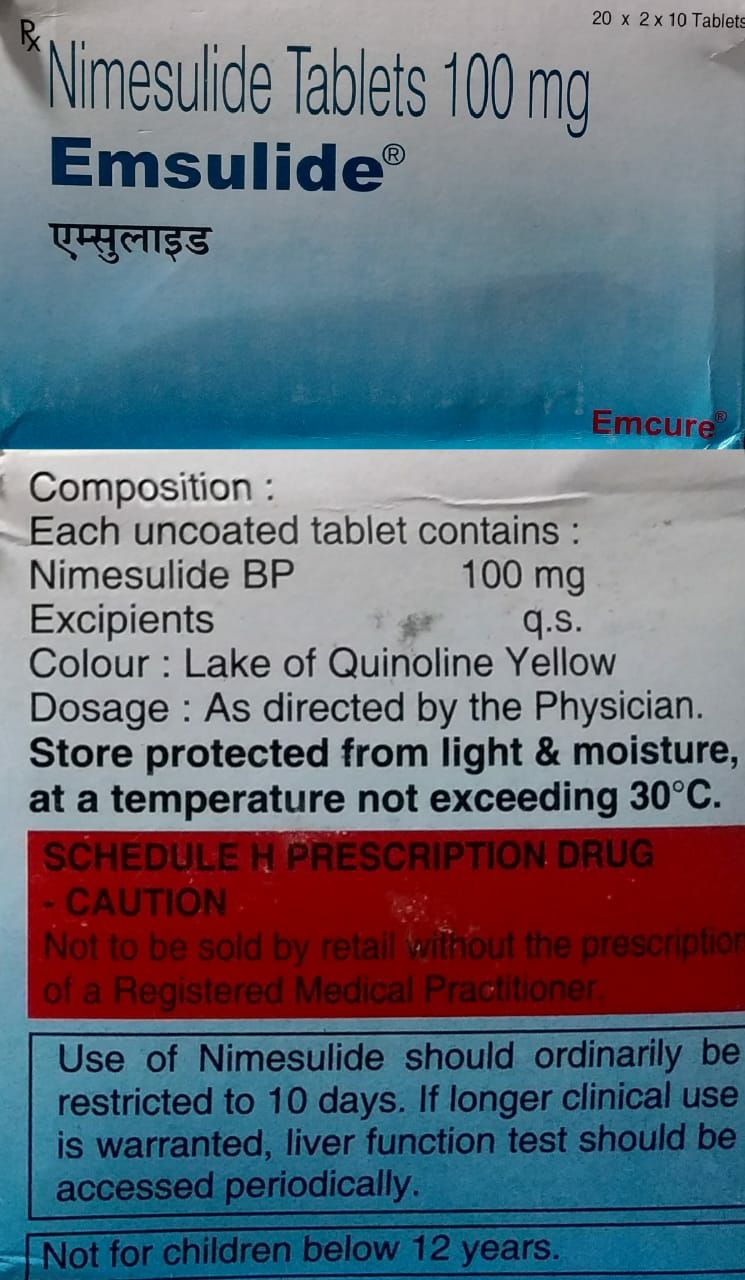 Rx
20 x 2 x 10 Tablets
Nimesulide Tablets 100 mg
Emsulide®
एम्सुलाइड
Emcure®
Composition :
Each uncoated tablet contains :
Nimesulide BP 100 mg
Excipients q.s.
Colour : Lake of Quinoline Yellow
Dosage : As directed by the Physician.
Store protected from light & moisture,
at a temperature not exceeding 30°C.
SCHEDULE H PRESCRIPTION DRUG
- CAUTION
Not to be sold by retail without the prescription
of a Registered Medical Practitioner.
Use of Nimesulide should ordinarily be
restricted to 10 days. If longer clinical use
is warranted, liver function test should be
accessed periodically.
Not for children below 12 years.